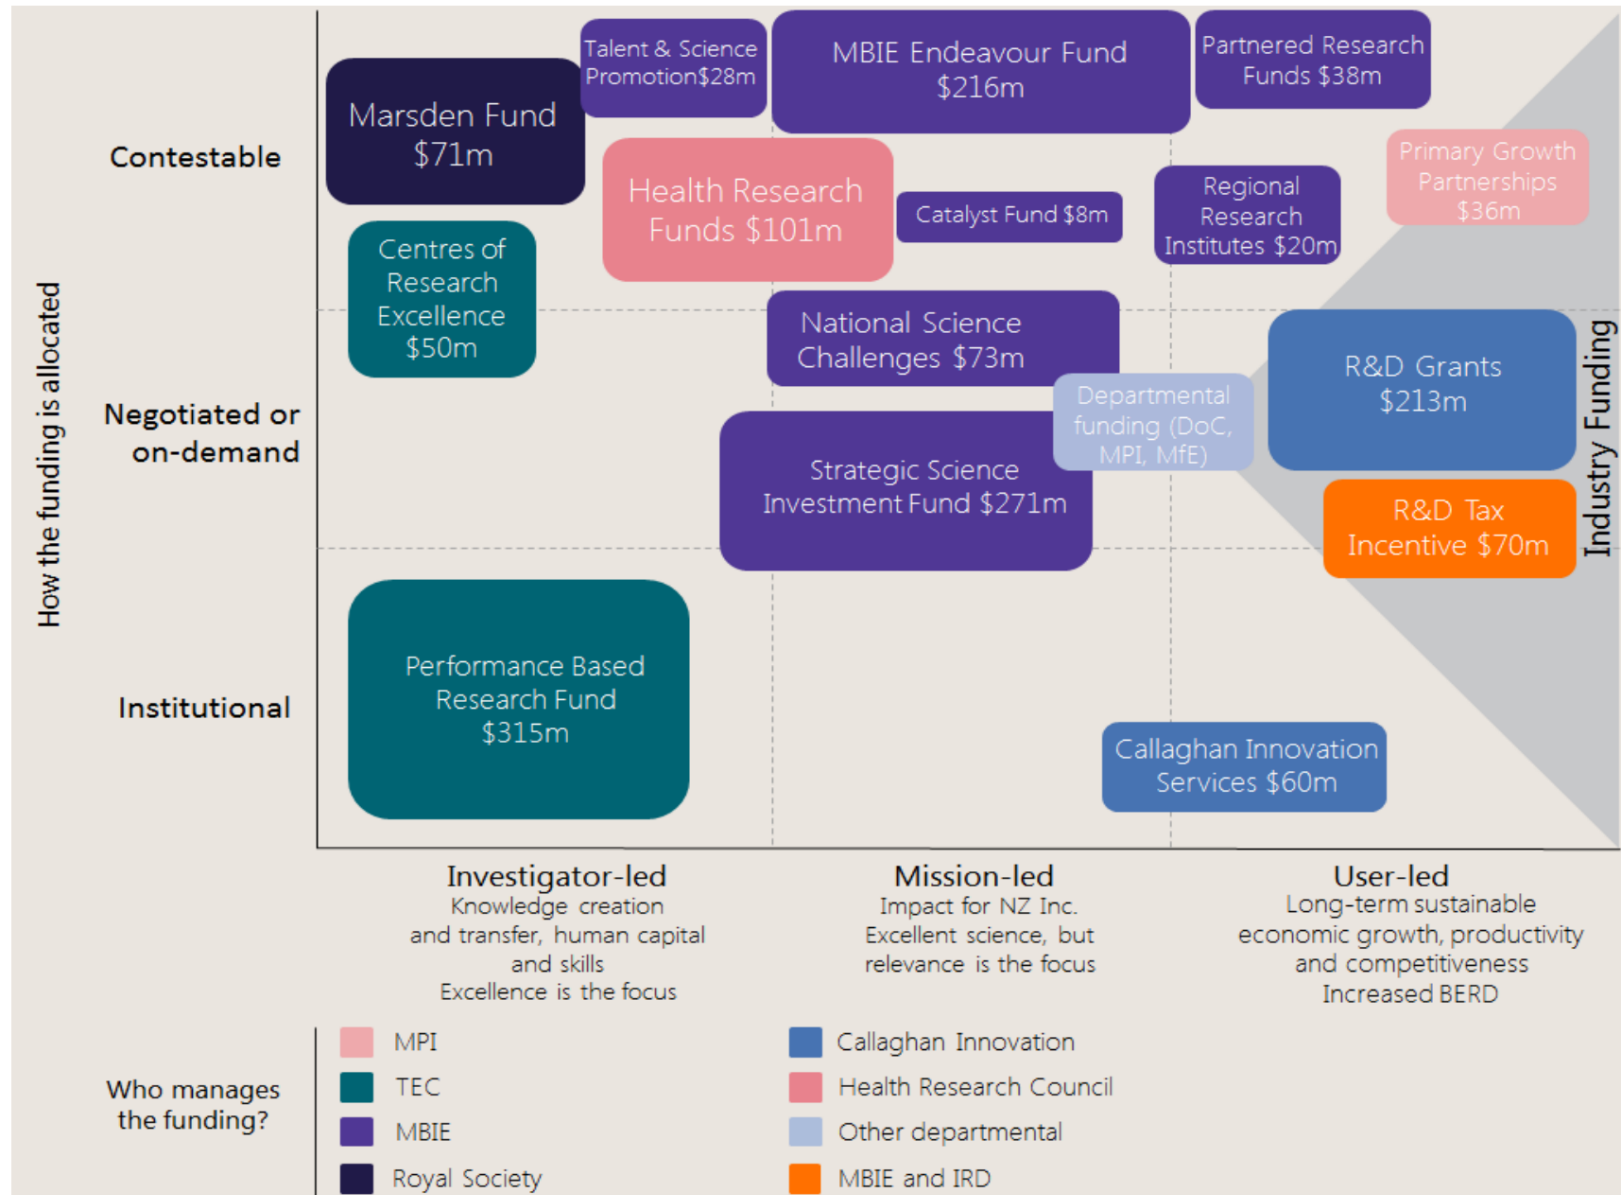 How the funding is allocated
Contestable
Negotiated or
on-demand
Institutional
Marsden Fund
$71m
Talent & Science
Promotion$28m
MBIE Endeavour Fund
$216m
Partnered Research
Funds $38m
Primary Growth
Partnerships
$36m
Health Research
Funds $101m
Catalyst Fund $8m
Regional
Research
Institutes $20m
Centres of
Research
Excellence
$50m
National Science
Challenges $73m
Departmental
funding (DoC,
MPI, MfE)
R&D Grants
$213m
Industry Funding
Strategic Science
Investment Fund $271m
R&D Tax
Incentive $70m
Performance Based
Research Fund
$315m
Callaghan Innovation
Services $60m
Investigator-led
Knowledge creation
and transfer, human capital
and skills
Excellence is the focus
Mission-led
Impact for NZ Inc.
Excellent science, but
relevance is the focus
User-led
Long-term sustainable
economic growth, productivity
and competitiveness
Increased BERD
Who manages
the funding?
MPI
TEC
MBIE
Royal Society
Callaghan Innovation
Health Research Council
Other departmental
MBIE and IRD